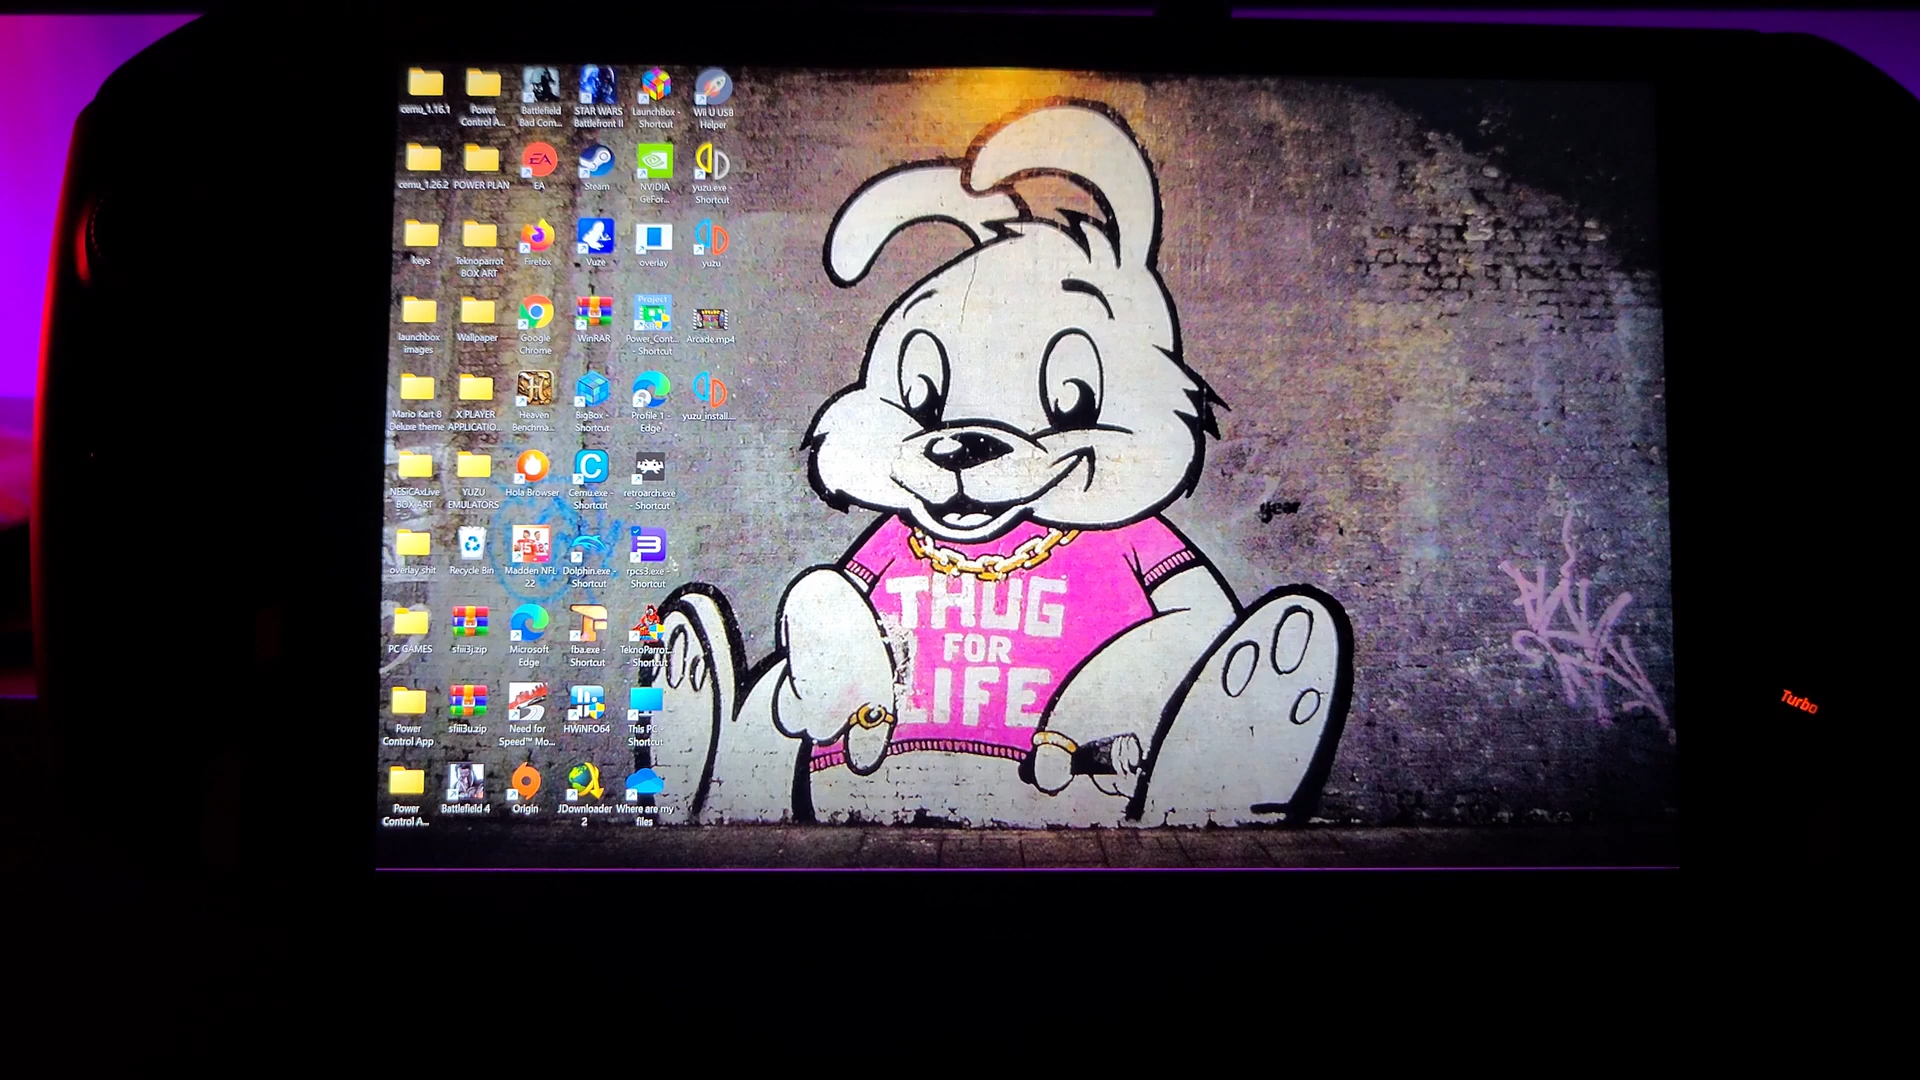 cemu_1.16.1
Power
Control A...
Battlefield
Bad Com...
STAR WARS
Battlefront II
LaunchBox -
Shortcut
Wii U USB
Helper
cemu_1.26.2
POWER PLAN
EA
EA
Steam
NVIDIA
GeFor...
yuzu.exe -
Shortcut
keys
Teknoparrot
BOX ART
Firefox
Vuze
overlay
yuzu
launchbox
images
Wallpaper
Google
Chrome
WinRAR
Project
Power_Cont...
- Shortcut
Arcade.mp4
Mario Kart 8
Deluxe theme
X PLAYER
APPLICATIO...
Heaven
Benchma...
BigBox -
Shortcut
Profile 1 -
Edge
yuzu_install...
NESiCAxLive
BOX ART
YUZU
EMULATORS
Hola Browser
Cemu.exe -
Shortcut
retroarch.exe
- Shortcut
overlay shit
Recycle Bin
Madden NFL
22
Dolphin.exe -
Shortcut
rpcs3.exe -
Shortcut
PC GAMES
sfiii3j.zip
Microsoft
Edge
fba.exe -
Shortcut
TeknoParrot...
- Shortcut
Power
Control App
sfiii3u.zip
Need for
Speed™ Mo...
HWiNFO64
This PC -
Shortcut
Power
Control A...
Battlefield 4
Origin
JDownloader
2
Where are my
files
year
THUG
FOR
LIFE
Turbo